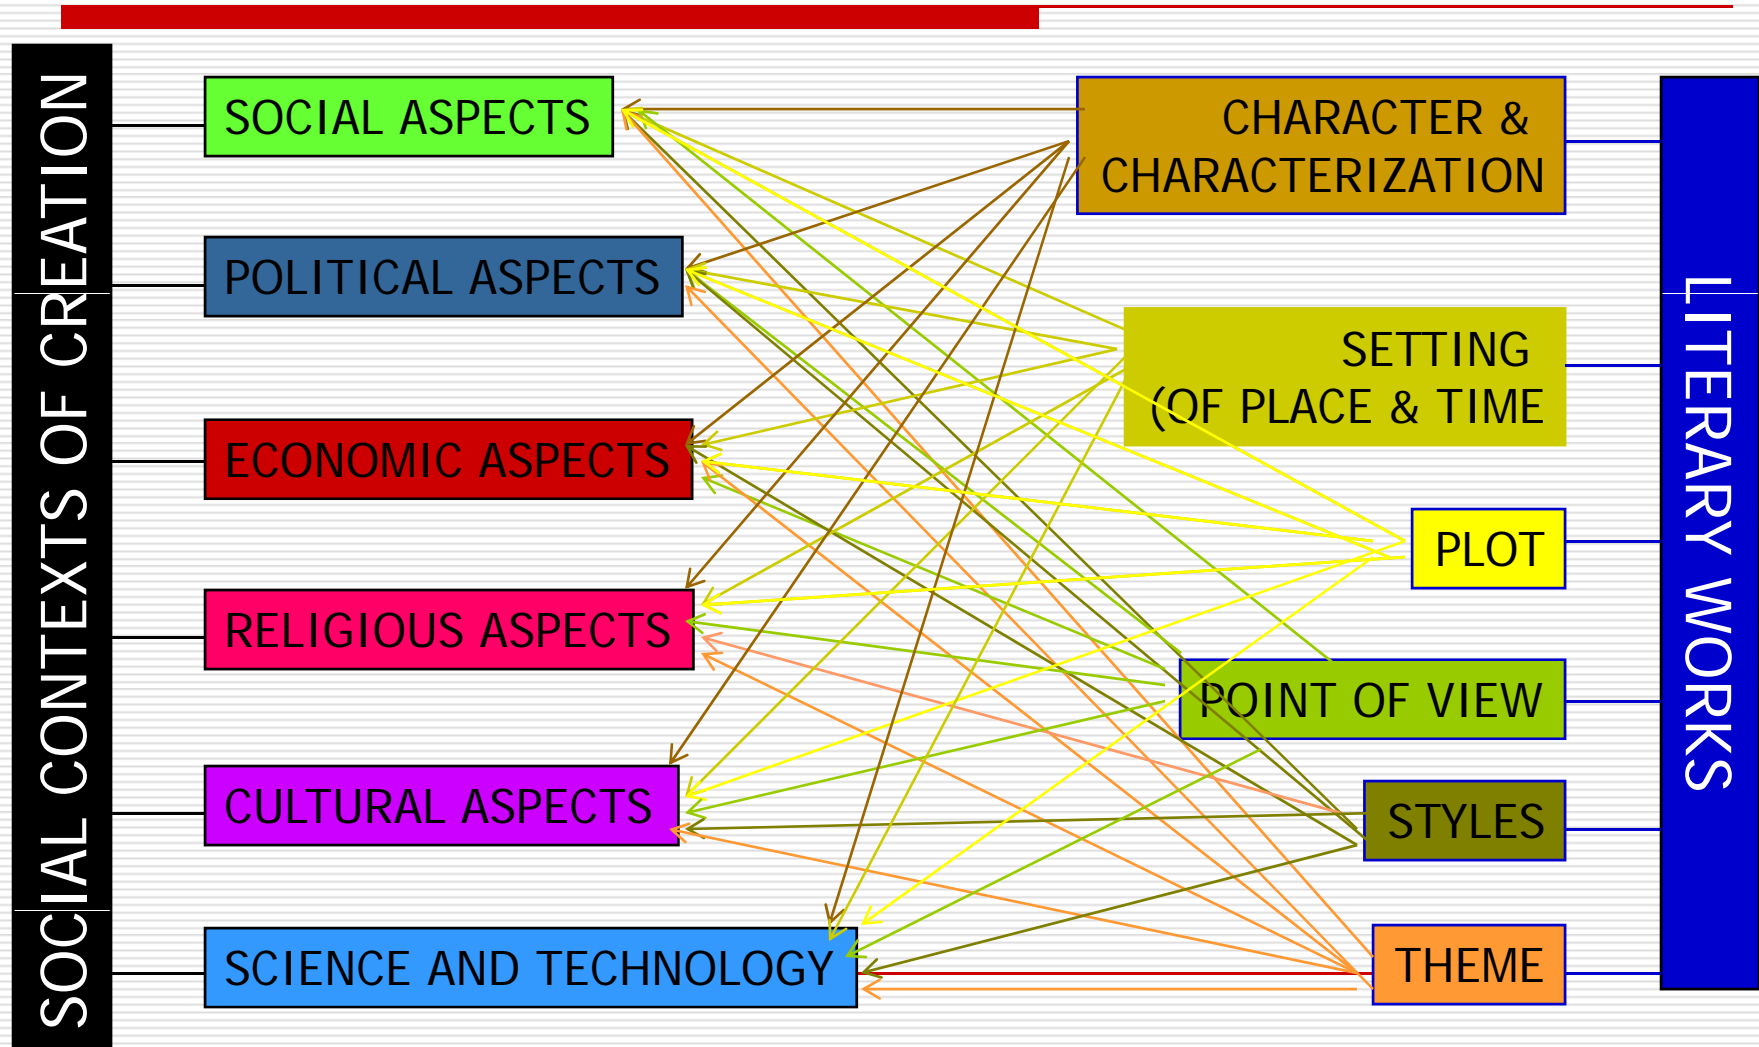 SOCIAL CONTEXTS OF CREATION
SOCIAL ASPECTS
POLITICAL ASPECTS
ECONOMIC ASPECTS
RELIGIOUS ASPECTS
CULTURAL ASPECTS
SCIENCE AND TECHNOLOGY
CHARACTER &
CHARACTERIZATION
SETTING
(OF PLACE & TIME
PLOT
POINT OF VIEW
STYLES
THEME
LITERARY WORKS